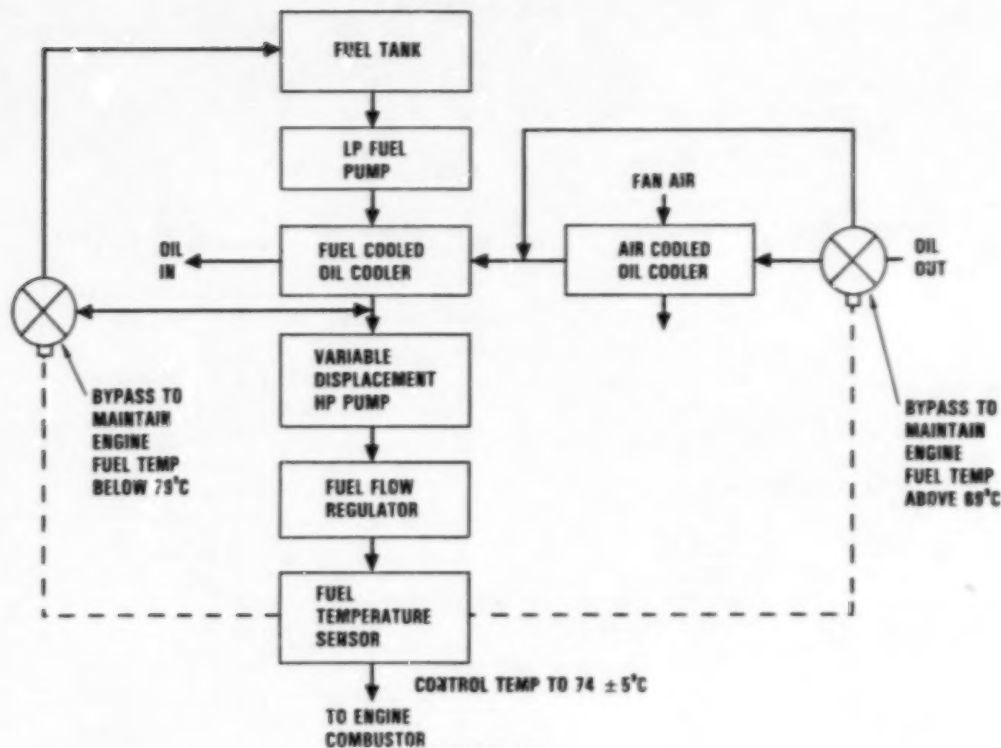 FUEL TANK
LP FUEL
PUMP
FAN AIR
OIL
IN
FUEL COOLED
OIL COOLER
AIR COOLED
OIL COOLER
OIL
OUT
VARIABLE
DISPLACEMENT
HP PUMP
BYPASS TO
MAINTAIN
ENGINE
FUEL TEMP
BELOW 79°C
BYPASS TO
MAINTAIN
ENGINE
FUEL TEMP
ABOVE 69°C
FUEL FLOW
REGULATOR
FUEL
TEMPERATURE
SENSOR
CONTROL TEMP TO 74 ± 5°C
TO ENGINE
COMBUSTOR